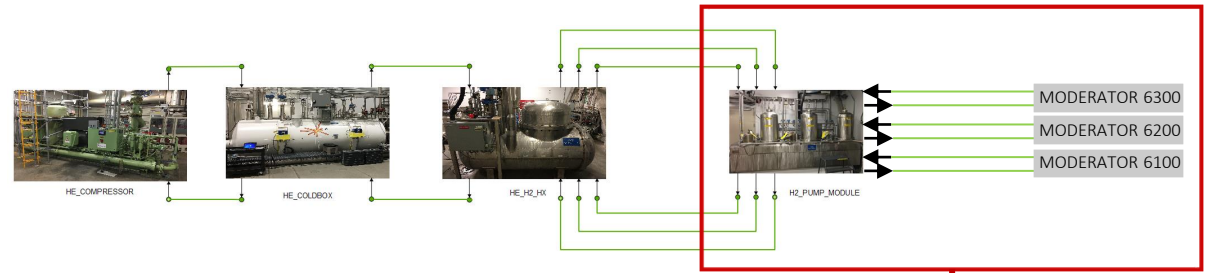 MODERATOR 6300
MODERATOR 6200
MODERATOR 6100
HE_COMPRESSOR
HE_COLDBOX
HE_H2_HX
H2_PUMP_MODULE